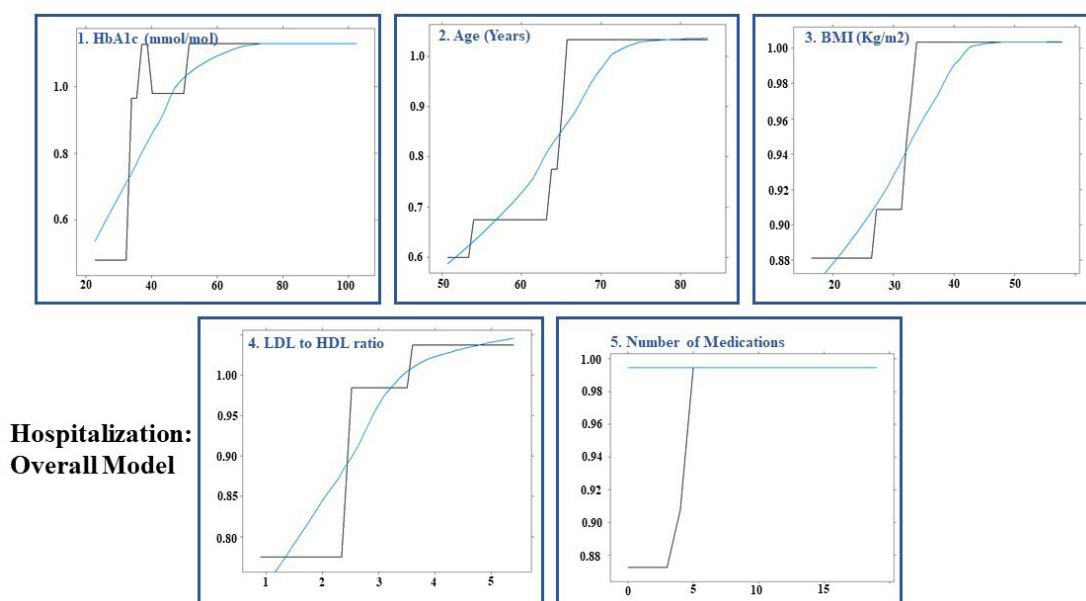 1. HbA1c (mmol/mol)
1.0
0.8
0.6
20 40 60 80 100
2. Age (Years)
1.0
0.9
0.8
0.7
0.6
50 60 70 80
3. BMI (Kg/m2)
1.00
0.96
0.94
0.91
0.90
0.88
20 30 40 50
Hospitalization:
Overall Model
4. LDL to HDL ratio
1.00
0.95
0.90
0.85
0.80
1 2 3 4 5
5. Number of Medications
1.00
0.98
0.96
0.94
0.92
0.90
0.88
0 5 10 15